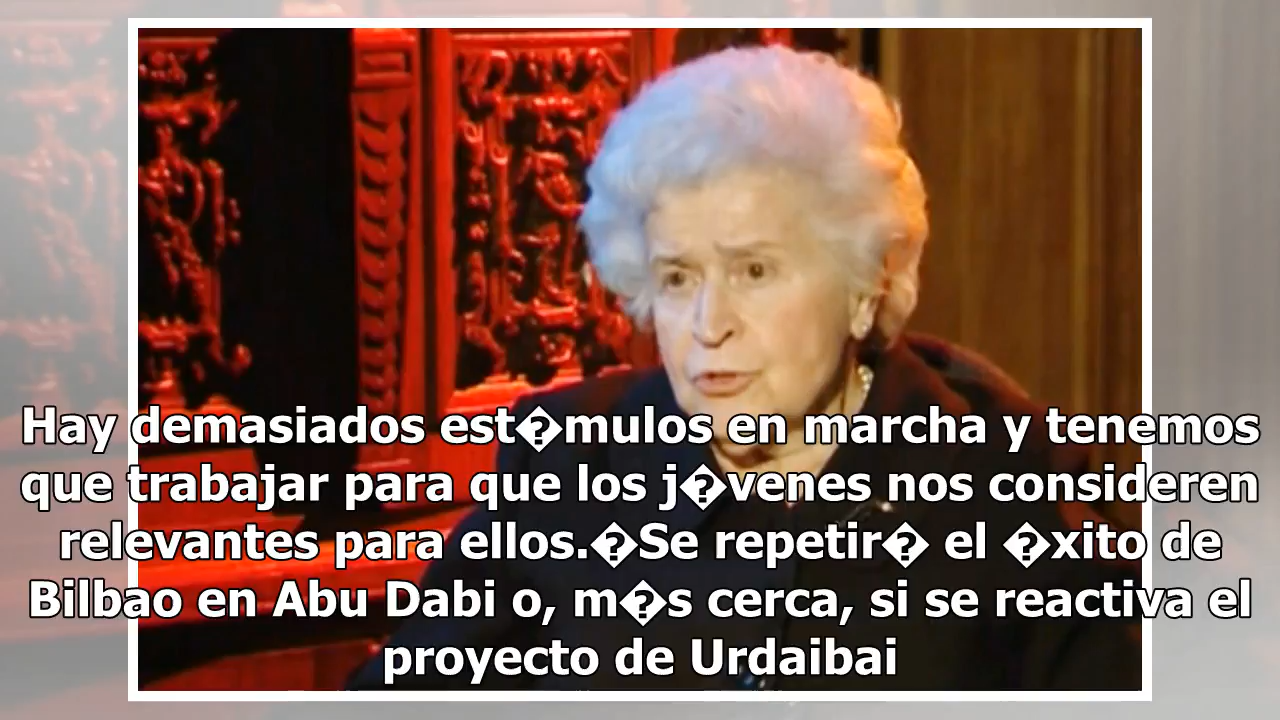 Hay demasiados est�mulos en marcha y tenemos
que trabajar para que los j�venes nos consideren
relevantes para ellos.�Se repetir� el �xito de
Bilbao en Abu Dabi o, m�s cerca, si se reactiva el
proyecto de Urdaibai